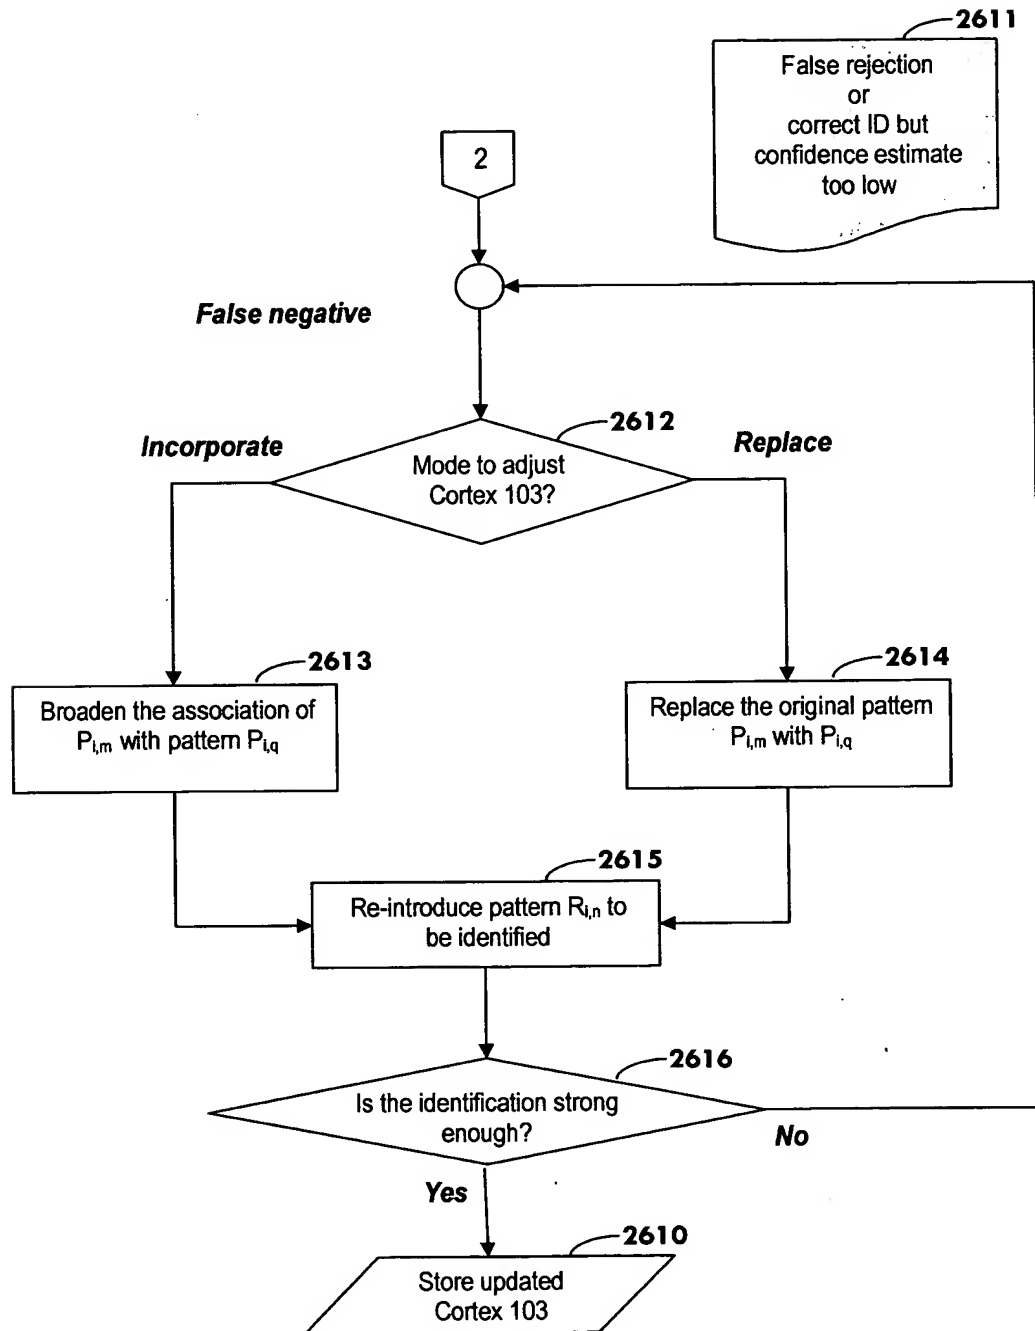 2611
False rejection
or
correct ID but
confidence estimate
too low
2
False negative
2612
Incorporate
Replace
Mode to adjust
Cortex 103?
2613
2614
Broaden the association of
Pi,m with pattern Pi,q
Replace the original pattern
Pi,m with Pi,q
2615
Re-introduce pattern Ri,n to
be identified
2616
Is the identification strong
enough?
No
Yes
2610
Store updated
Cortex 103